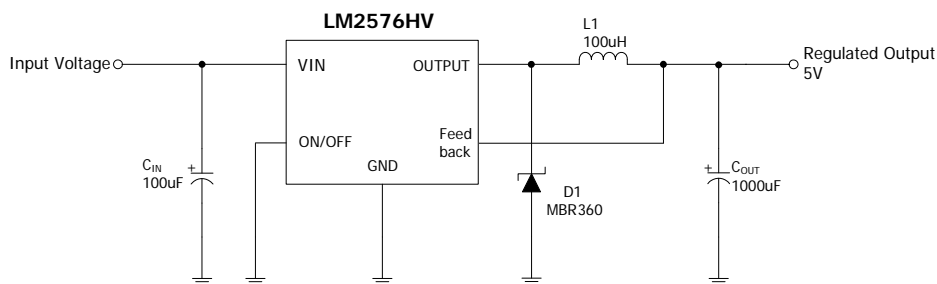 LM2576HV
L1
100uH
Input Voltage
VIN
OUTPUT
Regulated Output
5V
ON/OFF
Feed
back
GND
+
CIN
100uF
D1
MBR360
+
COUT
1000uF